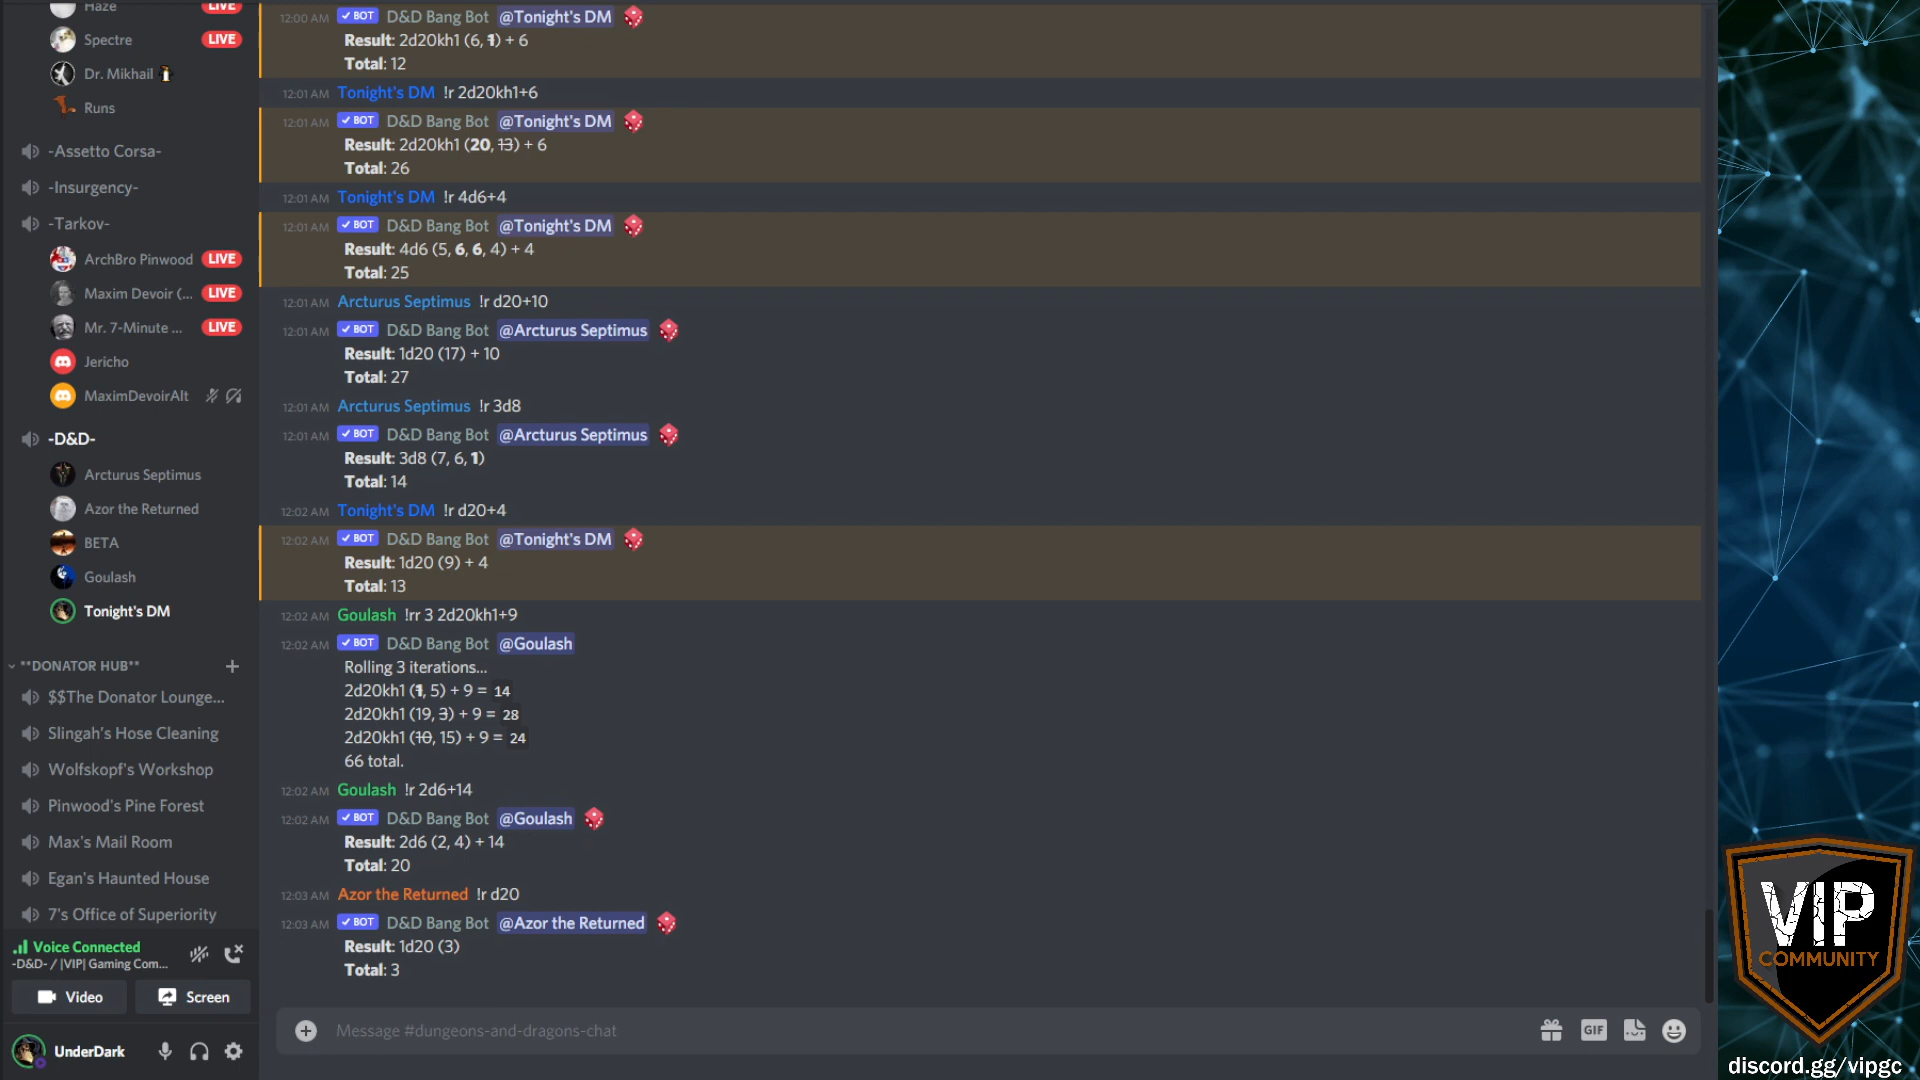 Haze LIVE
Spectre LIVE
Dr. Mikhail
Runs
-Assetto Corsa-
-Insurgency-
-Tarkov-
ArchBro Pinwood LIVE
Maxim Devoir (... LIVE
Mr. 7-Minute ... LIVE
Jericho
MaximDevoirAlt
-D&D-
Arcturus Septimus
Azor the Returned
BETA
Goulash
Tonight's DM
**DONATOR HUB** +
$$The Donator Lounge...
Slingah's Hose Cleaning
Wolfskopf's Workshop
Pinwood's Pine Forest
Max's Mail Room
Egan's Haunted House
7's Office of Superiority
Voice Connected
-D&D- / |VIP| Gaming Com...
Video Screen
UnderDark
12:00 AM BOT D&D Bang Bot @Tonight's DM
Result: 2d20kh1 (6, 1) + 6
Total: 12
12:01 AM Tonight's DM !r 2d20kh1+6
12:01 AM BOT D&D Bang Bot @Tonight's DM
Result: 2d20kh1 (20, 13) + 6
Total: 26
12:01 AM Tonight's DM !r 4d6+4
12:01 AM BOT D&D Bang Bot @Tonight's DM
Result: 4d6 (5, 6, 6, 4) + 4
Total: 25
12:01 AM Arcturus Septimus !r d20+10
12:01 AM BOT D&D Bang Bot @Arcturus Septimus
Result: 1d20 (17) + 10
Total: 27
12:01 AM Arcturus Septimus !r 3d8
12:01 AM BOT D&D Bang Bot @Arcturus Septimus
Result: 3d8 (7, 6, 1)
Total: 14
12:02 AM Tonight's DM !r d20+4
12:02 AM BOT D&D Bang Bot @Tonight's DM
Result: 1d20 (9) + 4
Total: 13
12:02 AM Goulash !rr 3 2d20kh1+9
12:02 AM BOT D&D Bang Bot @Goulash
Rolling 3 iterations...
2d20kh1 (1, 5) + 9 = 14
2d20kh1 (19, 3) + 9 = 28
2d20kh1 (10, 15) + 9 = 24
66 total.
12:02 AM Goulash !r 2d6+14
12:02 AM BOT D&D Bang Bot @Goulash
Result: 2d6 (2, 4) + 14
Total: 20
12:03 AM Azor the Returned !r d20
12:03 AM BOT D&D Bang Bot @Azor the Returned
Result: 1d20 (3)
Total: 3
Message #dungeons-and-dragons-chat GIF
VIP
COMMUNITY
discord.gg/vipgc